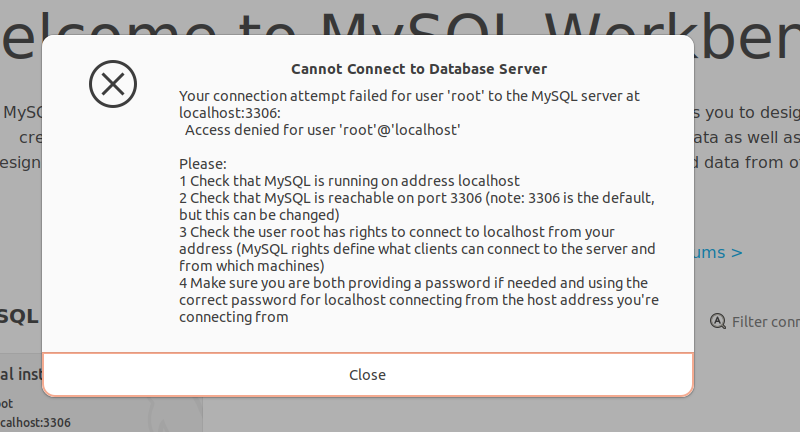 elcome to MySQL Workben
Cannot Connect to Database Server
Your connection attempt failed for user 'root' to the MySQL server at
localhost:3306:
Access denied for user 'root'@'localhost'
Please:
1 Check that MySQL is running on address localhost
2 Check that MySQL is reachable on port 3306 (note: 3306 is the default,
but this can be changed)
3 Check the user root has rights to connect to localhost from your
address (MySQL rights define what clients can connect to the server and
from which machines)
4 Make sure you are both providing a password if needed and using the
correct password for localhost connecting from the host address you're
connecting from
Close
MySQ
s you to desig
cre
ata as well as
esign
d data from o
ums >
SQL
Filter conn
al inst
oot
calhost:3306